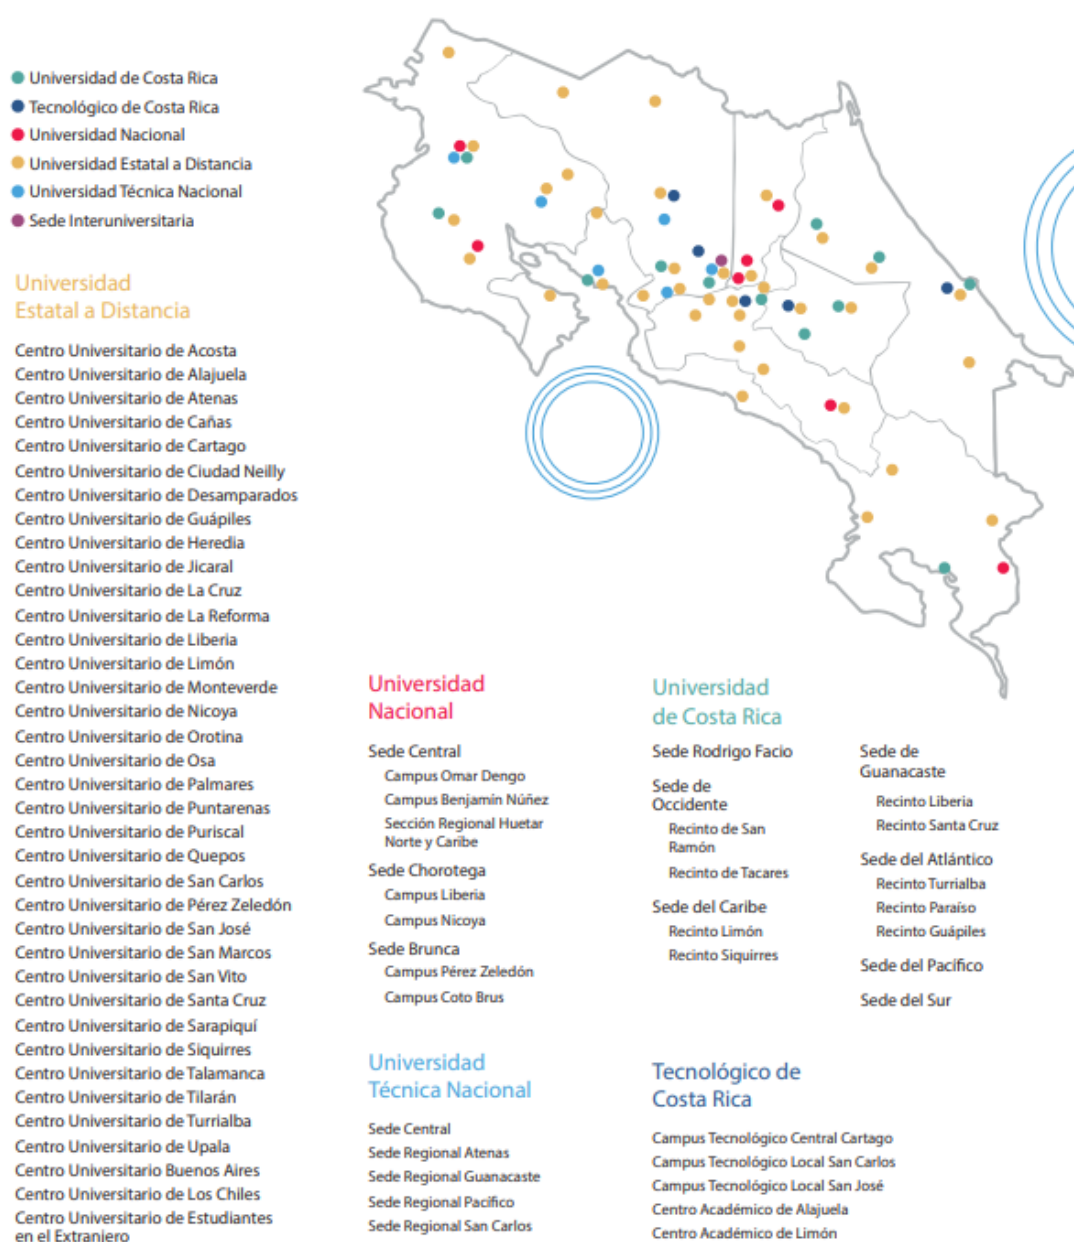 Universidad de Costa Rica
Tecnológico de Costa Rica
Universidad Nacional
Universidad Estatal a Distancia
Universidad Técnica Nacional
Sede Interuniversitaria
Universidad
Estatal a Distancia
Centro Universitario de Acosta
Centro Universitario de Alajuela
Centro Universitario de Atenas
Centro Universitario de Cañas
Centro Universitario de Cartago
Centro Universitario de Ciudad Neilly
Centro Universitario de Desamparados
Centro Universitario de Guápiles
Centro Universitario de Heredia
Centro Universitario de Jicaral
Centro Universitario de La Cruz
Centro Universitario de La Reforma
Centro Universitario de Liberia
Centro Universitario de Limón
Centro Universitario de Monteverde
Centro Universitario de Nicoya
Centro Universitario de Orotina
Centro Universitario de Osa
Centro Universitario de Palmares
Centro Universitario de Puntarenas
Centro Universitario de Puriscal
Centro Universitario de Quepos
Centro Universitario de San Carlos
Centro Universitario de Pérez Zeledón
Centro Universitario de San José
Centro Universitario de San Marcos
Centro Universitario de San Vito
Centro Universitario de Santa Cruz
Centro Universitario de Sarapiquí
Centro Universitario de Siquirres
Centro Universitario de Talamanca
Centro Universitario de Tilarán
Centro Universitario de Turrialba
Centro Universitario de Upala
Centro Universitario Buenos Aires
Centro Universitario de Los Chiles
Centro Universitario de Estudiantes
en el Extranjero
Universidad
Nacional
Sede Central
Campus Omar Dengo
Campus Benjamín Núñez
Sección Regional Huetar
Norte y Caribe
Sede Chorotega
Campus Liberia
Campus Nicoya
Sede Brunca
Campus Pérez Zeledón
Campus Coto Brus
Universidad
de Costa Rica
Sede Rodrigo Facio
Sede de
Occidente
Recinto de San
Ramón
Recinto de Tacares
Sede del Caribe
Recinto Limón
Recinto Siquirres
Sede de
Guanacaste
Recinto Liberia
Recinto Santa Cruz
Sede del Atlántico
Recinto Turrialba
Recinto Paraíso
Recinto Guápiles
Sede del Pacífico
Sede del Sur
Universidad
Técnica Nacional
Sede Central
Sede Regional Atenas
Sede Regional Guanacaste
Sede Regional Pacífico
Sede Regional San Carlos
Tecnológico de
Costa Rica
Campus Tecnológico Central Cartago
Campus Tecnológico Local San Carlos
Campus Tecnológico Local San José
Centro Académico de Alajuela
Centro Académico de Limón